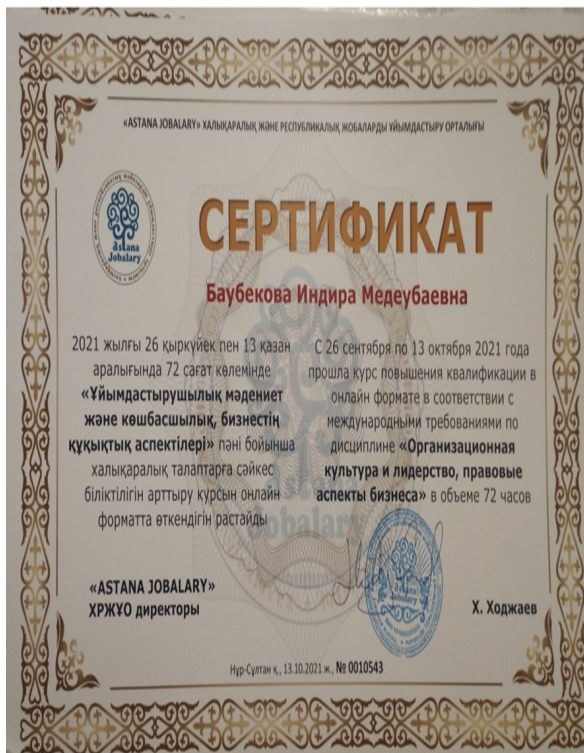 «ASTANA JOBALARY» ХАЛЫҚАРАЛЫҚ ЖӘНЕ РЕСПУБЛИКАЛЫҚ ЖОБАЛАРДЫ ҰЙЫМДАСТЫРУ ОРТАЛЫҒЫ
astana
Jobalary
СЕРТИФИКАТ
Баубекова Индира Медеубаевна
2021 жылғы 26 қыркүйек пен 13 қазан
аралығында 72 сағат көлемінде
«Ұйымдастырушылық мәдениет
және көшбасшылық, бизнестің
құқықтық аспектілері» пәні бойынша
халықаралық талаптарға сәйкес
біліктілігін арттыру курсын онлайн
форматта өткендігін растайды
С 26 сентября по 13 октября 2021 года
прошла курс повышения квалификации в
онлайн формате в соответствии с
международными требованиями по
дисциплине «Организационная
культура и лидерство, правовые
аспекты бизнеса» в объеме 72 часов
astana
Jobalary
«ASTANA JOBALARY»
ХРЖҰО директоры
astana
Jobalary
Х. Ходжаев
Нұр-Сұлтан қ., 13.10.2021 ж., № 0010543